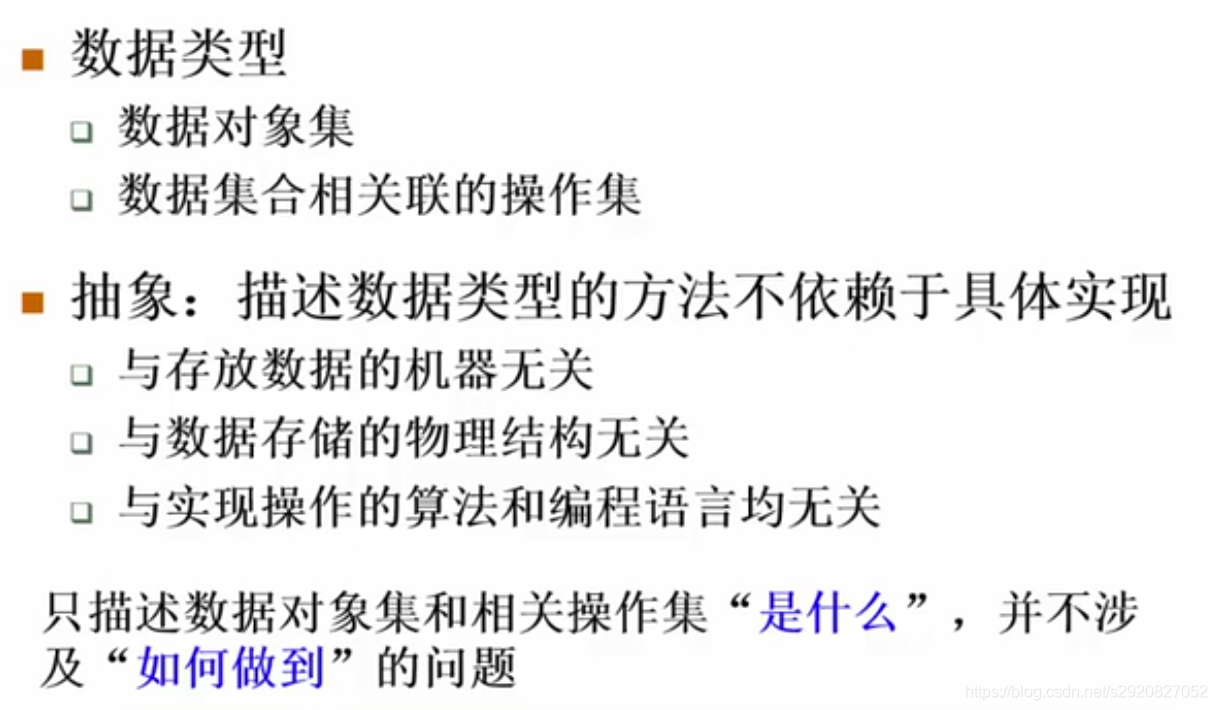 数据类型
数据对象集
数据集合相关联的操作集
抽象：描述数据类型的方法不依赖于具体实现
与存放数据的机器无关
与数据存储的物理结构无关
与实现操作的算法和编程语言均无关
只描述数据对象集和相关操作集“是什么”，并不涉
及“如何做到”的问题
https://blog.csdn.net/s2920827052